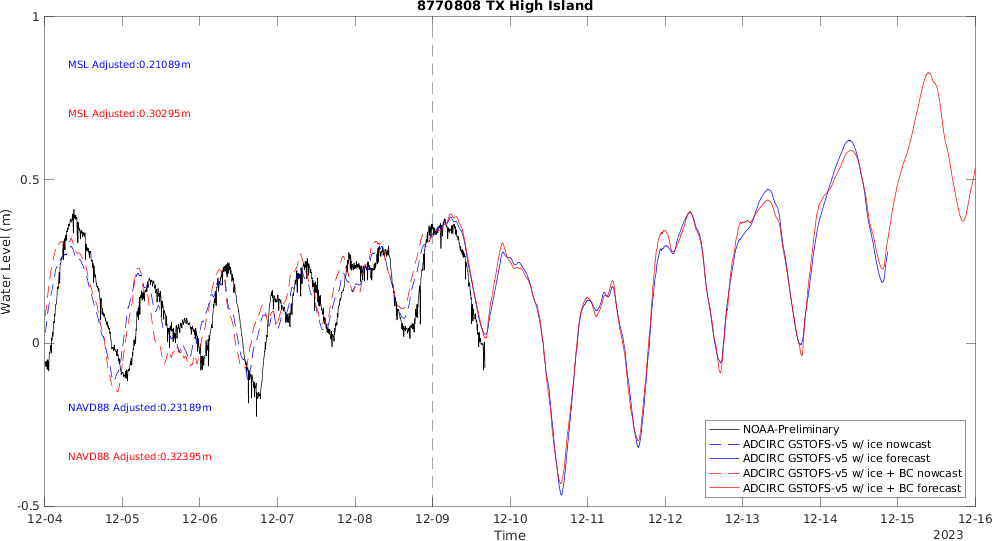 8770808 TX High Island
1
MSL Adjusted:0.21089m
MSL Adjusted:0.30295m
0.5
Water Level (m)
0
NAVD88 Adjusted:0.23189m
NAVD88 Adjusted:0.32395m
-0.5
NOAA-Preliminary
ADCIRC GSTOFS-v5 w/ ice nowcast
ADCIRC GSTOFS-v5 w/ ice forecast
ADCIRC GSTOFS-v5 w/ ice + BC nowcast
ADCIRC GSTOFS-v5 w/ ice + BC forecast
12-04 12-05 12-06 12-07 12-08 12-09 12-10 12-11 12-12 12-13 12-14 12-15 12-16
Time
2023